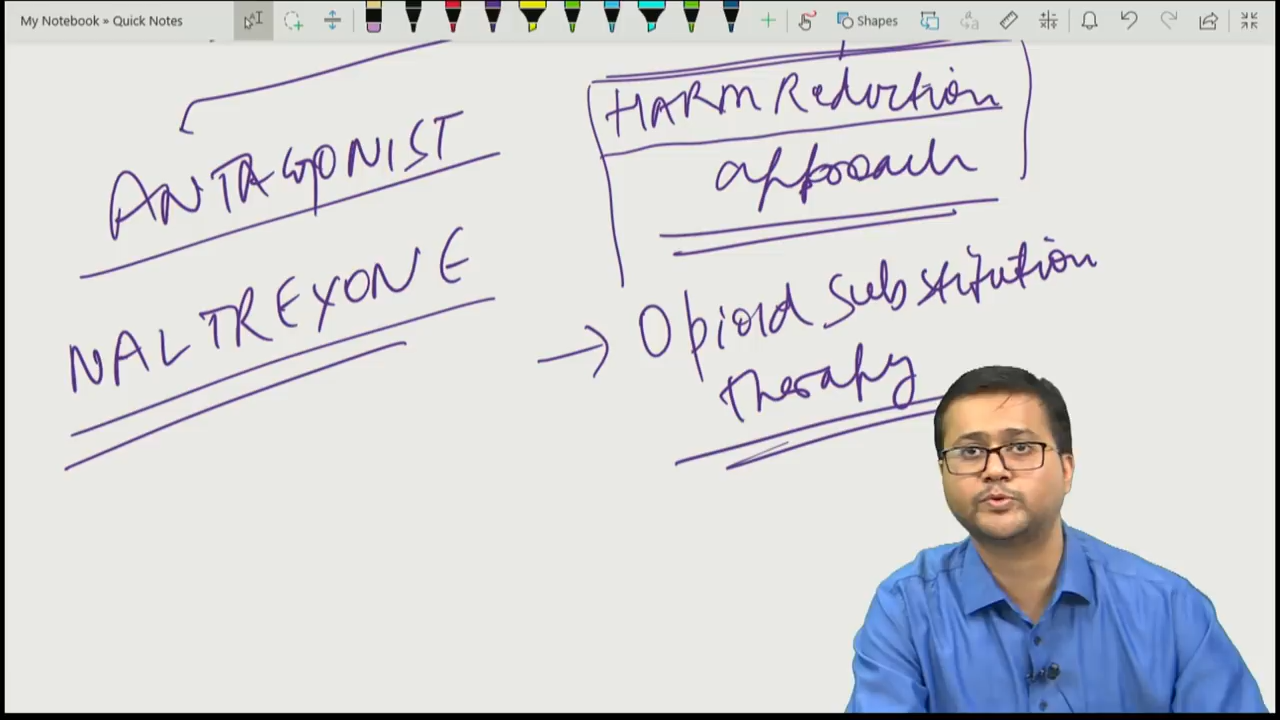 My Notebook » Quick Notes
Shapes
ANTAGONIST
NALTREXONE
HARM Reduction
approach
→ Opioid Substitution
therapy